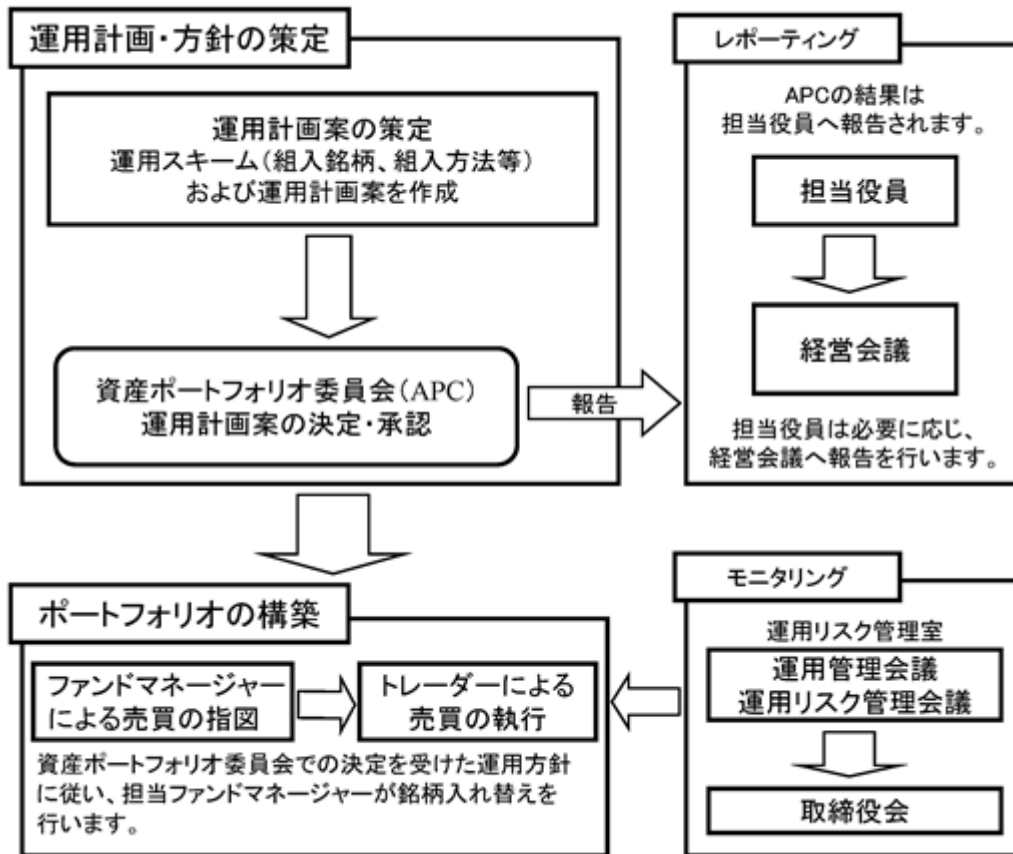 運用計画・方針の策定
運用計画案の策定
運用スキーム(組入銘柄、組入方法等)
および運用計画案を作成
資産ポートフォリオ委員会(APC)
運用計画案の決定・承認
報告
レポーティング
APCの結果は
担当役員へ報告されます。
担当役員
経営会議
担当役員は必要に応じ、
経営会議へ報告を行います。
ポートフォリオの構築
ファンドマネージャー
による売買の指図
トレーダーによる
売買の執行
資産ポートフォリオ委員会での決定を受けた運用方針
に従い、担当ファンドマネージャーが銘柄入れ替えを
行います。
モニタリング
運用リスク管理室
運用管理会議
運用リスク管理会議
取締役会